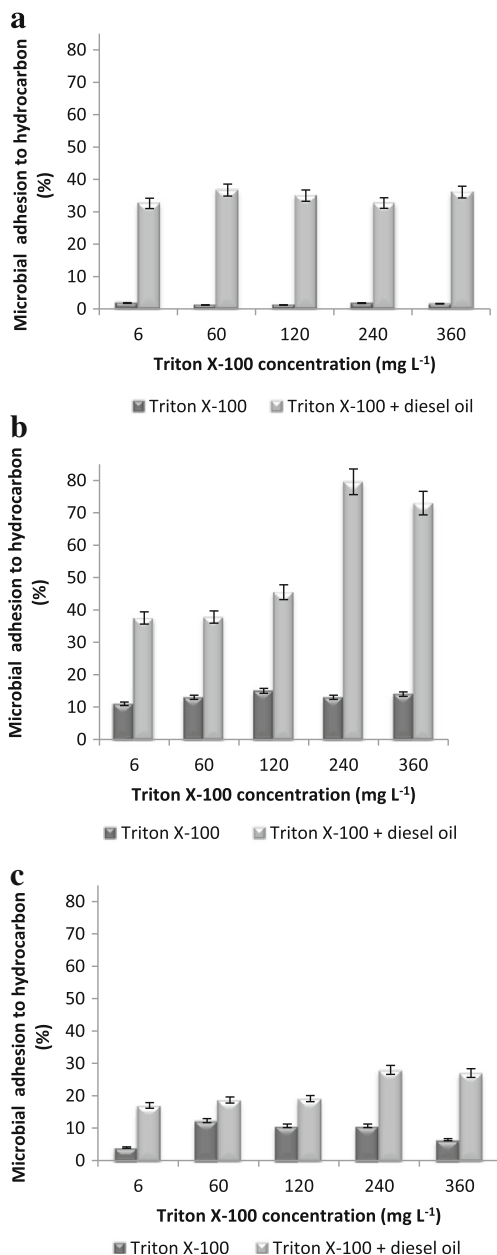 a
Microbial adhesion to hydrocarbon
(%)
80
70
60
50
40
30
20
10
0
6 60 120 240 360
Triton X-100 concentration (mg L⁻¹)
Triton X-100 Triton X-100 + diesel oil
b
Microbial adhesion to hydrocarbon
(%)
80
70
60
50
40
30
20
10
0
6 60 120 240 360
Triton X-100 concentration (mg L⁻¹)
Triton X-100 Triton X-100 + diesel oil
c
Microbial adhesion to hydrocarbon
(%)
80
70
60
50
40
30
20
10
0
6 60 120 240 360
Triton X-100 concentration (mg L⁻¹)
Triton X-100 Triton X-100 + diesel oil